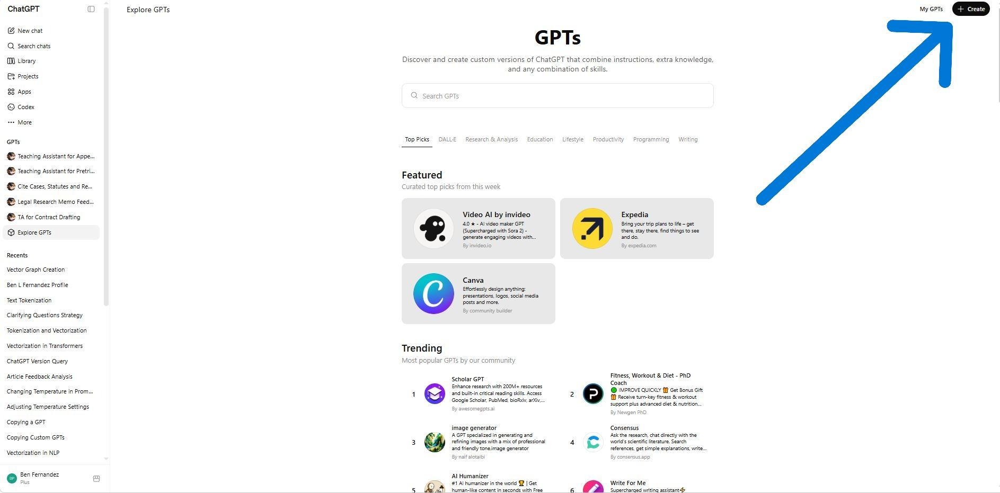 ChatGPT
New chat
Search chats
Library
Projects
Apps
Codex
More
GPTs
Teaching Assistant for Appe...
Teaching Assistant for Pretri...
Cite Cases, Statutes and Re...
Legal Research Memo Feed...
TA for Contract Drafting
Explore GPTs
Recents
Vector Graph Creation
Ben L Fernandez Profile
Text Tokenization
Clarifying Questions Strategy
Tokenization and Vectorization
Vectorization in Transformers
ChatGPT Version Query
Article Feedback Analysis
Changing Temperature in Prom...
Adjusting Temperature Settings
Copying a GPT
Copying Custom GPTs
Vectorization in NLP
BP
Ben Fernandez
Plus
Explore GPTs
My GPTs
Create
GPTs
Discover and create custom versions of ChatGPT that combine instructions, extra knowledge,
and any combination of skills.
Search GPTs
Top Picks
DALL·E
Research & Analysis
Education
Lifestyle
Productivity
Programming
Writing
Featured
Curated top picks from this week
Video AI by invideo
4.0 ★ - AI video maker GPT
(Supercharged with Sora 2) -
generate engaging videos with...
By invideo.io
Expedia
Bring your trip plans to life – get
there, stay there, find things to see
and do.
By expedia.com
C
Canva
Effortlessly design anything:
presentations, logos, social media
posts and more.
By community builder
Trending
Most popular GPTs by our community
1
Scholar GPT
Enhance research with 200M+ resources
and built-in critical reading skills. Access
Google Scholar, PubMed, bioRxiv, arXiv,...
By awesomegpts.ai
2
Fitness, Workout & Diet - PhD
Coach
🟢 IMPROVE QUICKLY 🎁 Get Bonus Gift
🎁 Receive turn-key fitness & workout
support plus advanced diet & nutrition...
By Newgen PhD
3
image generator
A GPT specialized in generating and
refining images with a mix of professional
and friendly tone.image generator
By naif alotaibi
4
Consensus
Ask the research, chat directly with the
world's scientific literature. Search
references, get simple explanations, write...
By consensus.app
5
AI Humanizer
#1 AI humanizer in the world 🏆 | Get
human-like content in seconds with Free
6
Write For Me
Supercharged writing assistant⚡